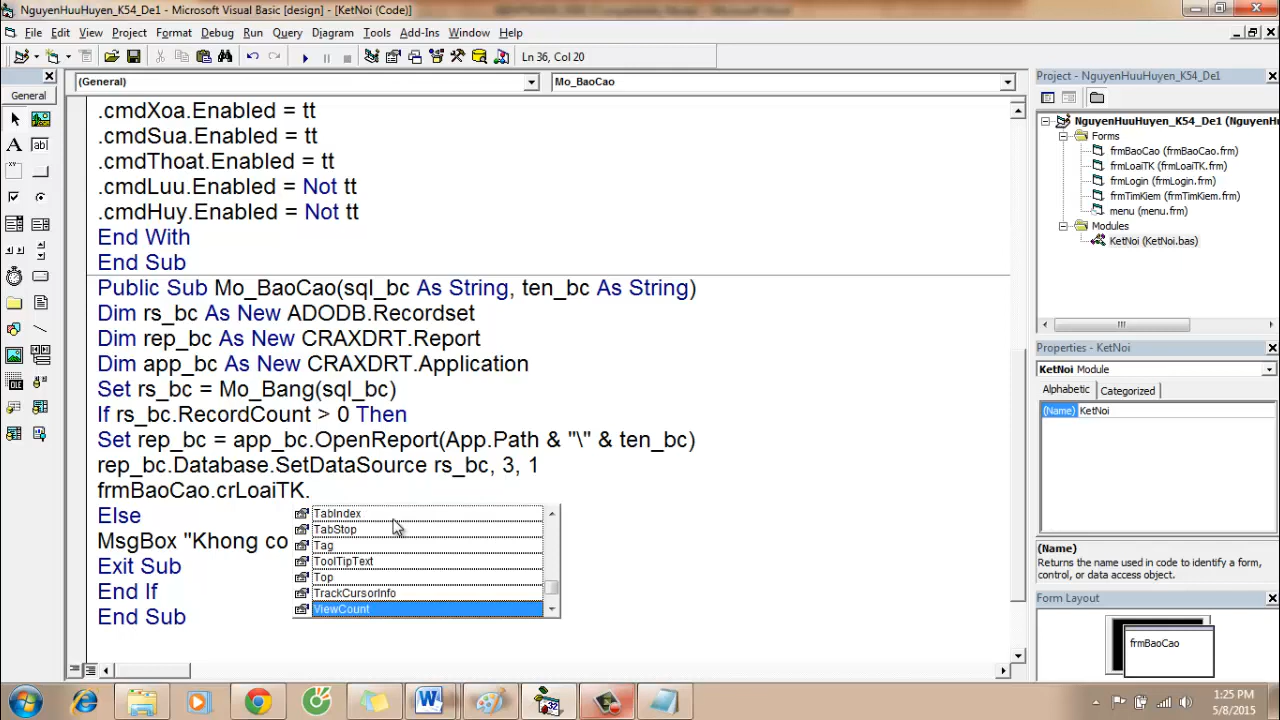 NguyenHuuHuyen_K54_De1 - Microsoft Visual Basic [design] - [KetNoi (Code)]
File Edit View Project Format Debug Run Query Diagram Tools Add-Ins Window Help
Ln 36, Col 20
General
(General)
Mo_BaoCao
.cmdXoa.Enabled = tt
.cmdSua.Enabled = tt
.cmdThoat.Enabled = tt
.cmdLuu.Enabled = Not tt
.cmdHuy.Enabled = Not tt
End With
End Sub
Public Sub Mo_BaoCao(sql_bc As String, ten_bc As String)
Dim rs_bc As New ADODB.Recordset
Dim rep_bc As New CRAXDRT.Report
Dim app_bc As New CRAXDRT.Application
Set rs_bc = Mo_Bang(sql_bc)
If rs_bc.RecordCount > 0 Then
Set rep_bc = app_bc.OpenReport(App.Path & "\" & ten_bc)
rep_bc.Database.SetDataSource rs_bc, 3, 1
frmBaoCao.crLoaiTK.
Else
MsgBox "Khong co
Exit Sub
End If
End Sub
TabIndex
TabStop
Tag
ToolTipText
Top
TrackCursorInfo
ViewCount
Project - NguyenHuuHuyen_K54_De1
NguyenHuuHuyen_K54_De1 (NguyenHu
Forms
frmBaoCao (frmBaoCao.frm)
frmLoaiTK (frmLoaiTK.frm)
frmLogin (frmLogin.frm)
frmTimKiem (frmTimKiem.frm)
menu (menu.frm)
Modules
KetNoi (KetNoi.bas)
Properties - KetNoi
KetNoi Module
Alphabetic Categorized
(Name) KetNoi
(Name)
Returns the name used in code to identify a form, control, or data access object.
Form Layout
frmBaoCao
1:25 PM
5/8/2015